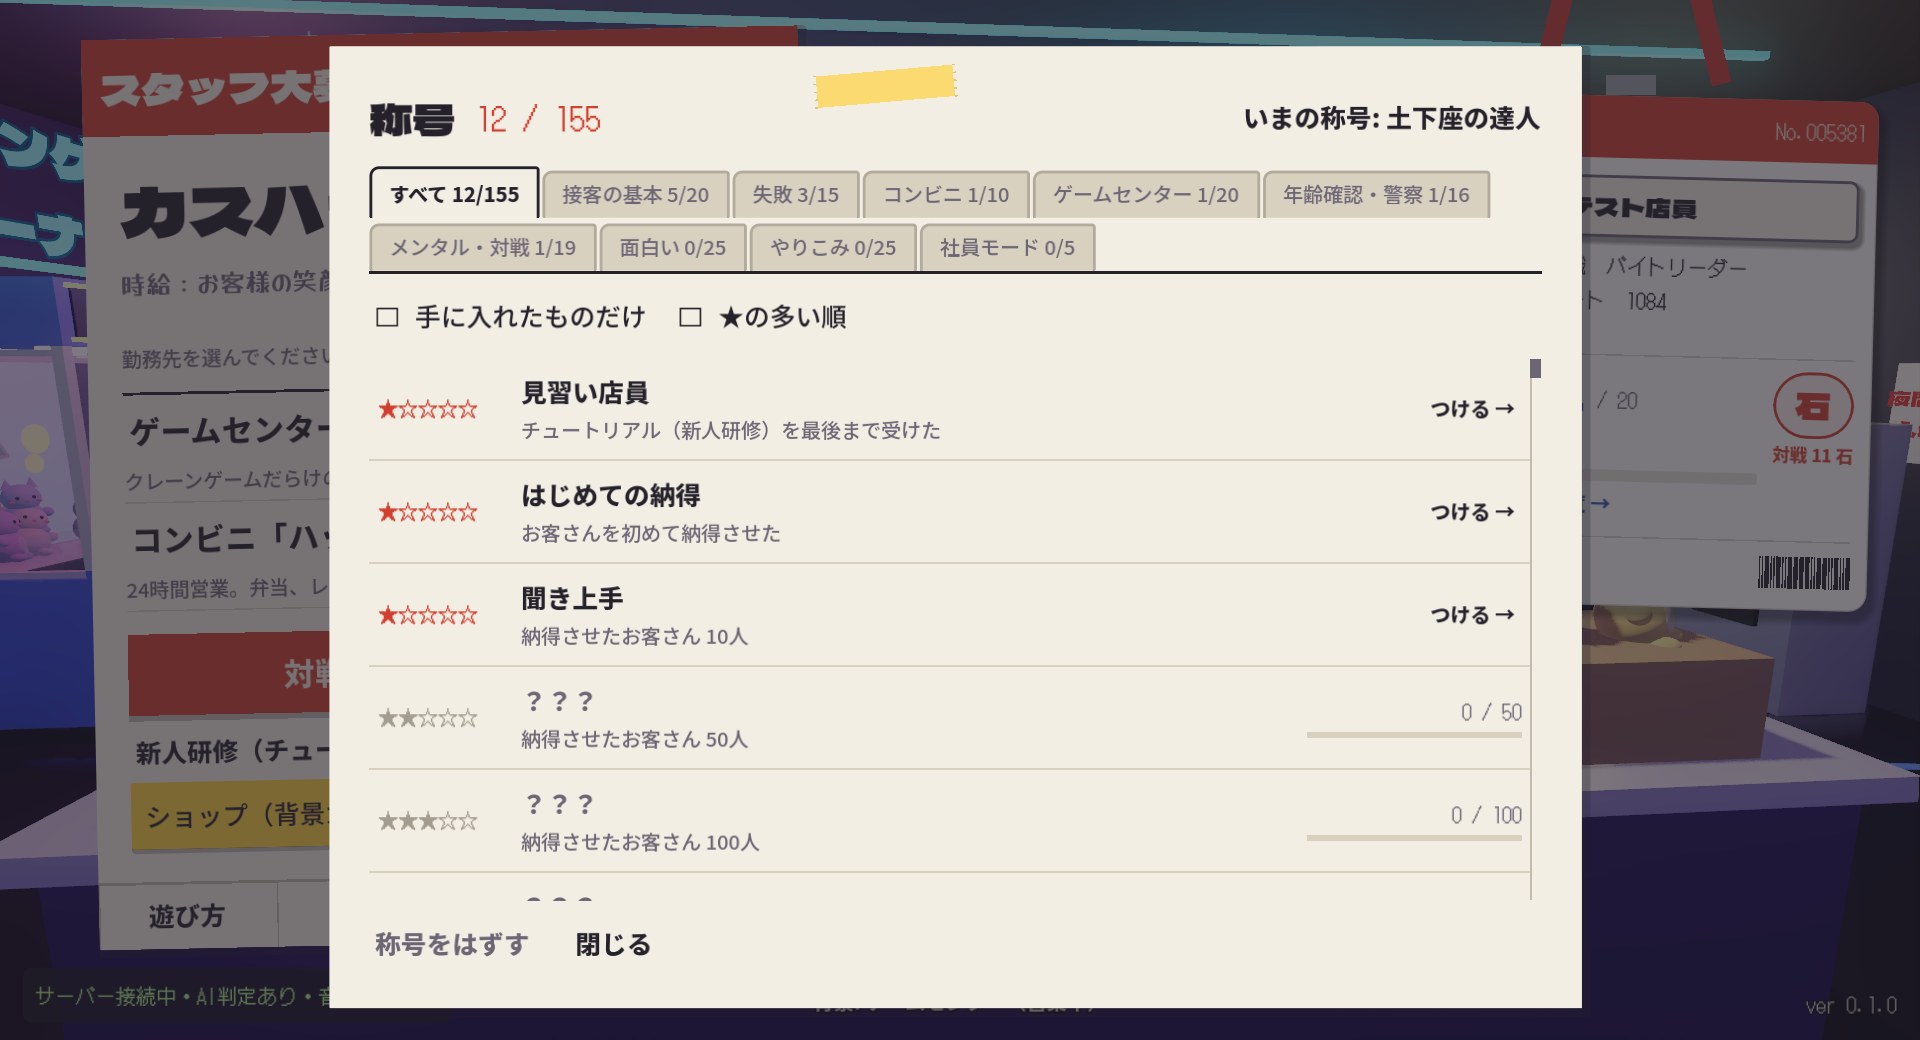 スタッフ大
カスハ
時給：お客様の笑
勤務先を選んでください
ゲームセンター
クレーンゲームだらけの
コンビニ「ハッ
24時間営業。弁当、レ
対戦
新人研修（チュー
ショップ（背景
遊び方
サーバー接続中・AI判定あり・音
称号 12 / 155
いまの称号: 土下座の達人
すべて 12/155
接客の基本 5/20
失敗 3/15
コンビニ 1/10
ゲームセンター 1/20
年齢確認・警察 1/16
メンタル・対戦 1/19
面白い 0/25
やりこみ 0/25
社員モード 0/5
手に入れたものだけ
★の多い順
★☆☆☆☆
見習い店員
チュートリアル（新人研修）を最後まで受けた
つける→
★☆☆☆☆
はじめての納得
お客さんを初めて納得させた
つける→
★☆☆☆☆
聞き上手
納得させたお客さん 10人
つける→
★★☆☆☆
？？？
納得させたお客さん 50人
0 / 50
★★★☆☆
？？？
納得させたお客さん 100人
0 / 100
称号をはずす
閉じる
No. 005381
テスト店員
バイトリーダー
ト 1084
/ 20
石
対戦 11 石
ver 0.1.0